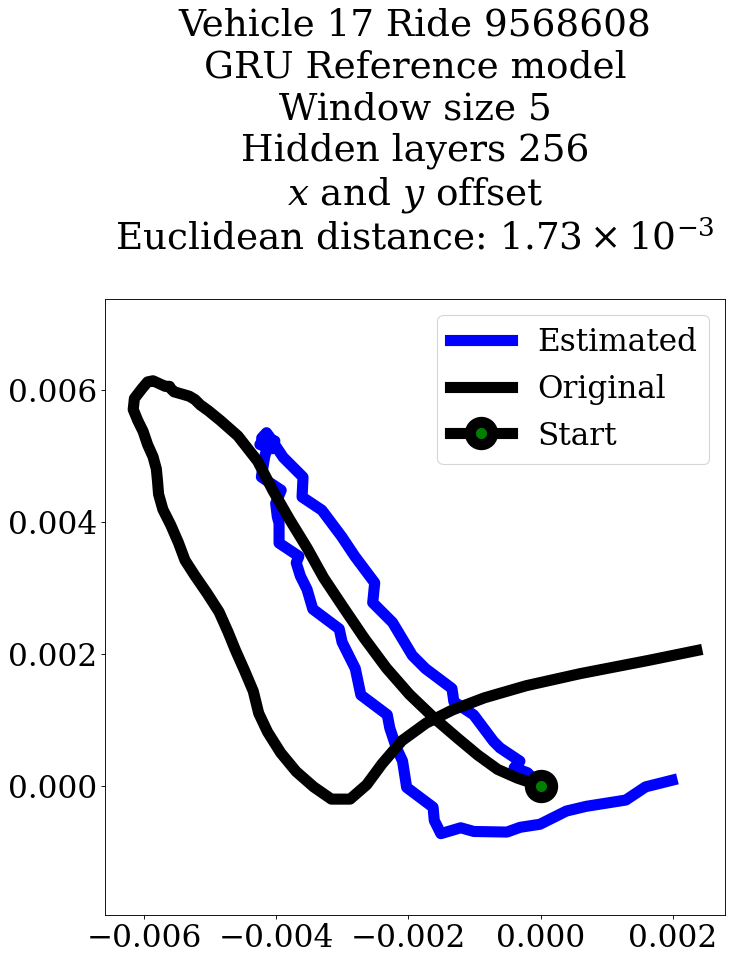 Vehicle 17 Ride 9568608
GRU Reference model
Window size 5
Hidden layers 256
x and y offset
Euclidean distance: 1.73 × 10⁻³
Estimated
Original
Start
0.006
0.004
0.002
0.000
−0.006 −0.004 −0.002 0.000 0.002